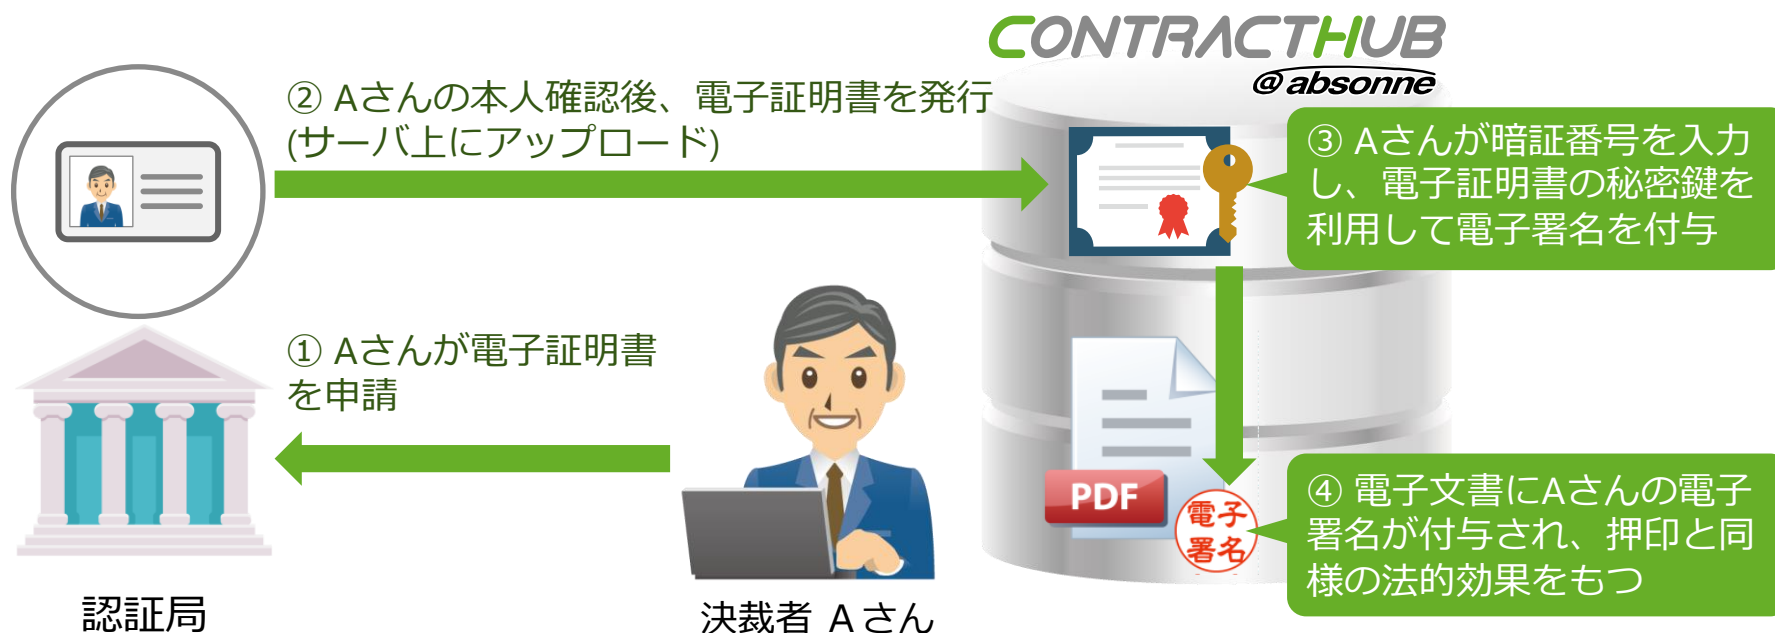 CONTRACTHUB
@absonne
② Aさんの本人確認後、電子証明書を発行
(サーバ上にアップロード)
③ Aさんが暗証番号を入力
し、電子証明書の秘密鍵を
利用して電子署名を付与
① Aさんが電子証明書
を申請
PDF
電子
署名
④ 電子文書にAさんの電子
署名が付与され、押印と同
様の法的効果をもつ
認証局
決裁者 Aさん